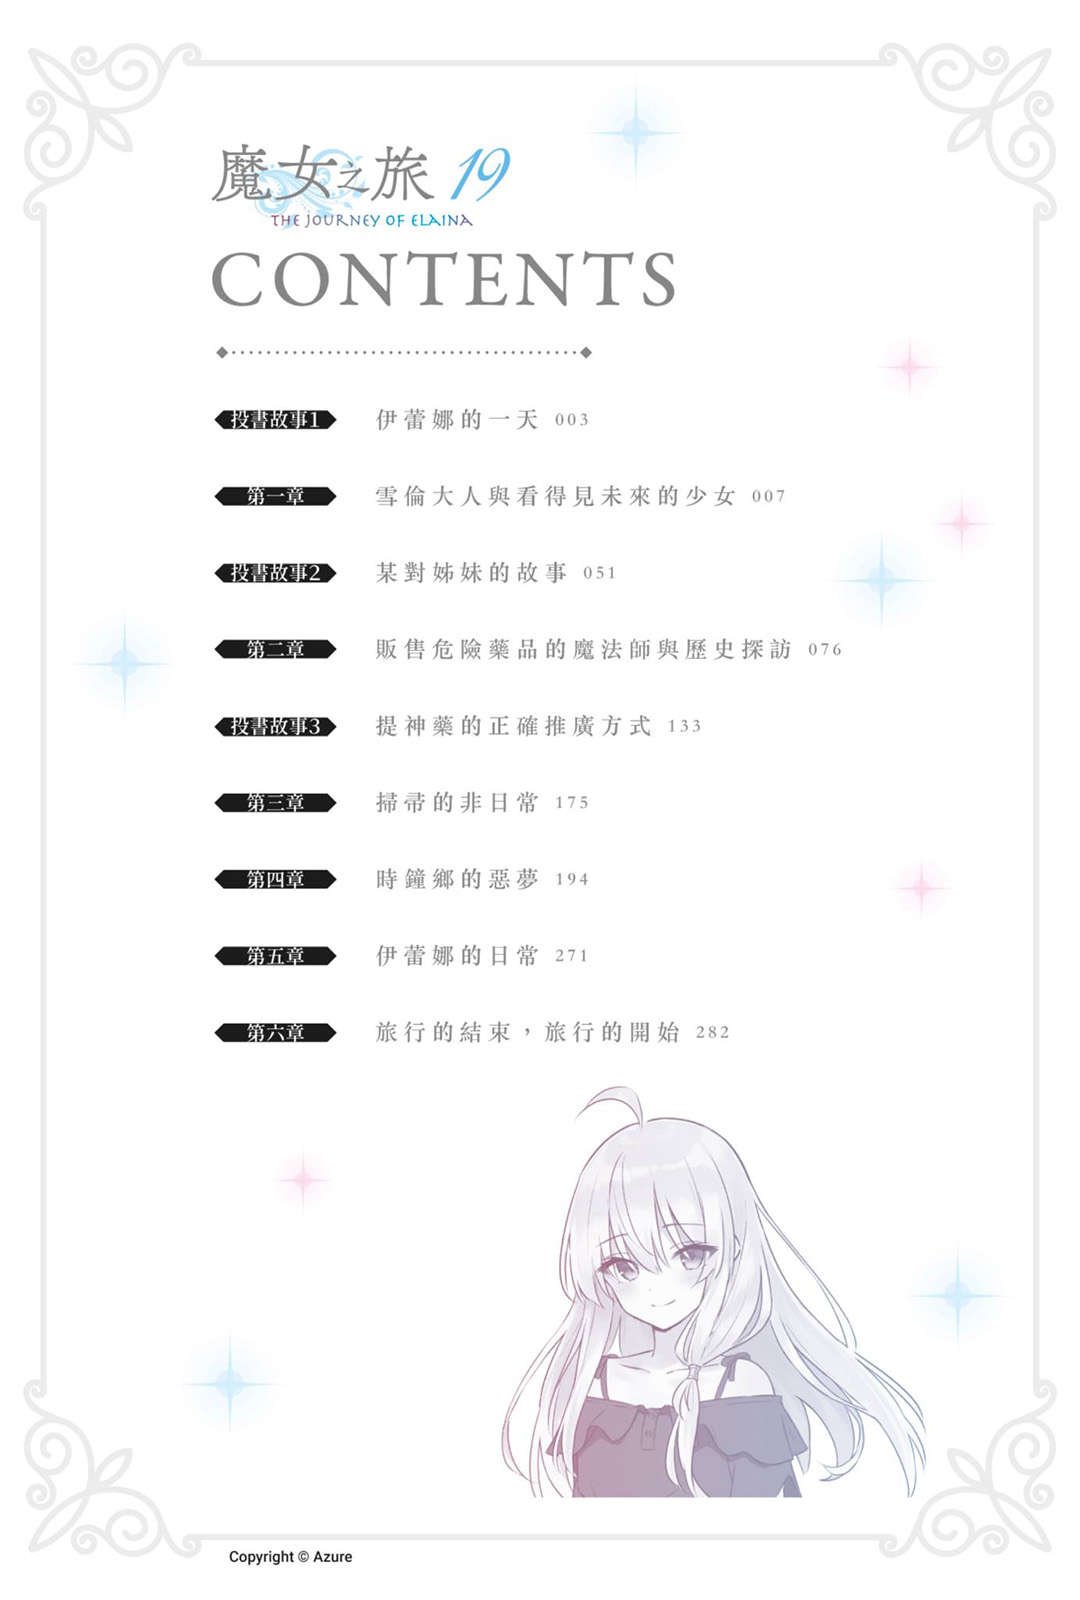 魔女之旅 19
THE JOURNEY OF ELAINA
CONTENTS
投書故事1 伊蕾娜的一天 003
第一章 雪倫大人與看得見未來的少女 007
投書故事2 某對姊妹的故事 051
第二章 販售危險藥品的魔法師與歷史探訪 076
投書故事3 提神藥的正確推廣方式 133
第三章 掃帚的非日常 175
第四章 時鐘鄉的惡夢 194
第五章 伊蕾娜的日常 271
第六章 旅行的結束，旅行的開始 282
Copyright © Azure